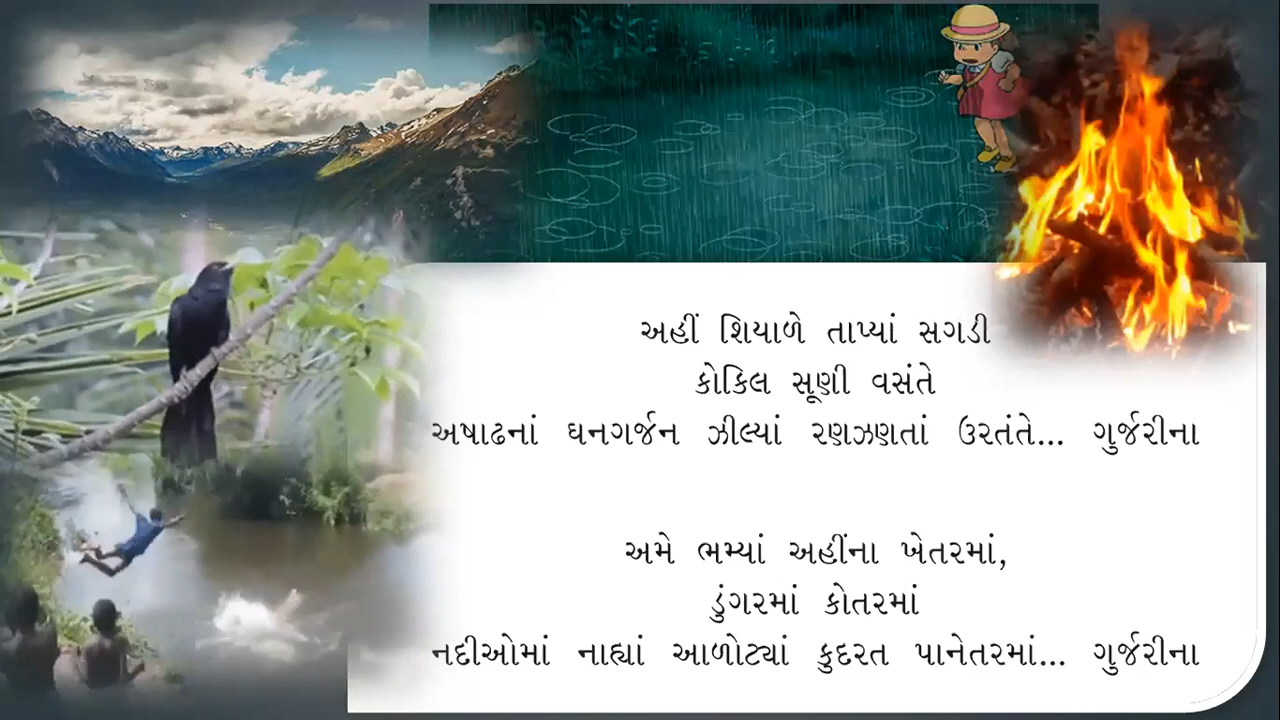 અહીં શિયાળે તાપ્યાં સગડી
કોકિલ સૂણી વસંતે
અષાઢનાં ઘનગર્જન ઝીલ્યાં રણઝણતાં ઉરતંતે... ગુર્જરીના
અમે ભમ્યાં અહીંના ખેતરમાં,
ડુંગરમાં કોતરમાં
નદીઓમાં નાહ્યાં આળોટ્યાં કુદરત પાનેતરમાં... ગુર્જરીના